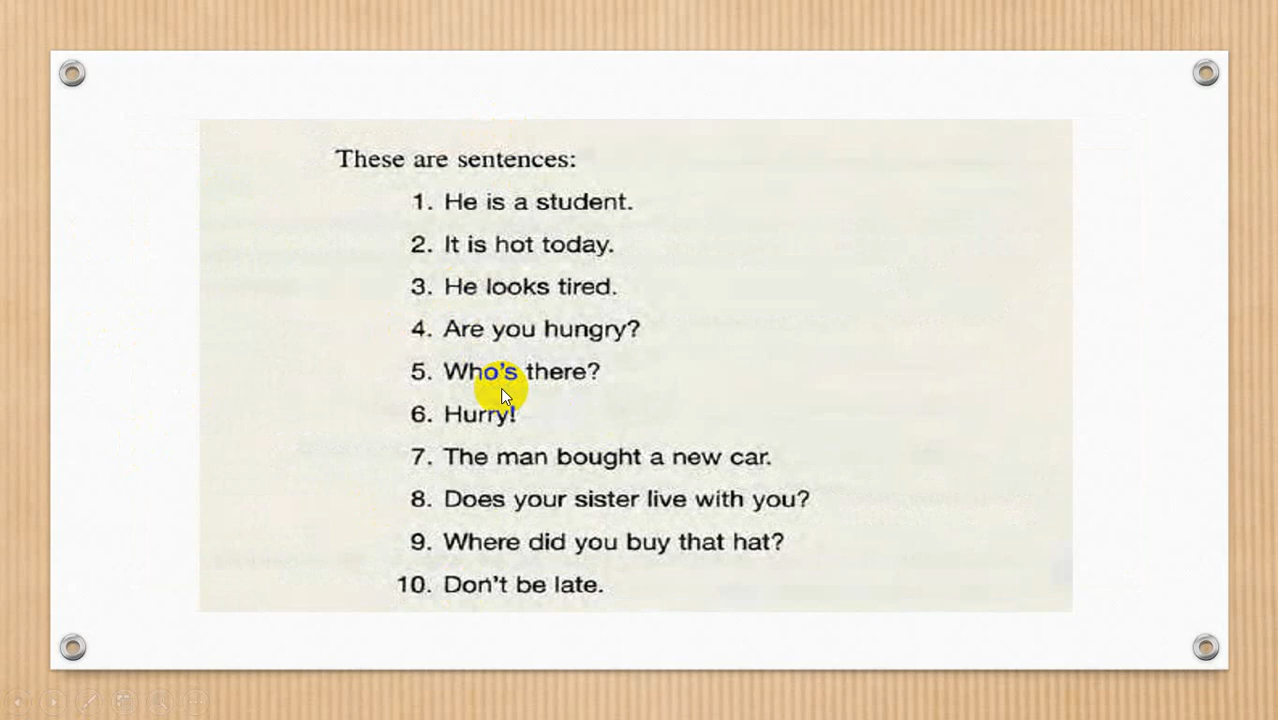 These are sentences:
1. He is a student.
2. It is hot today.
3. He looks tired.
4. Are you hungry?
5. Who's there?
6. Hurry!
7. The man bought a new car.
8. Does your sister live with you?
9. Where did you buy that hat?
10. Don't be late.